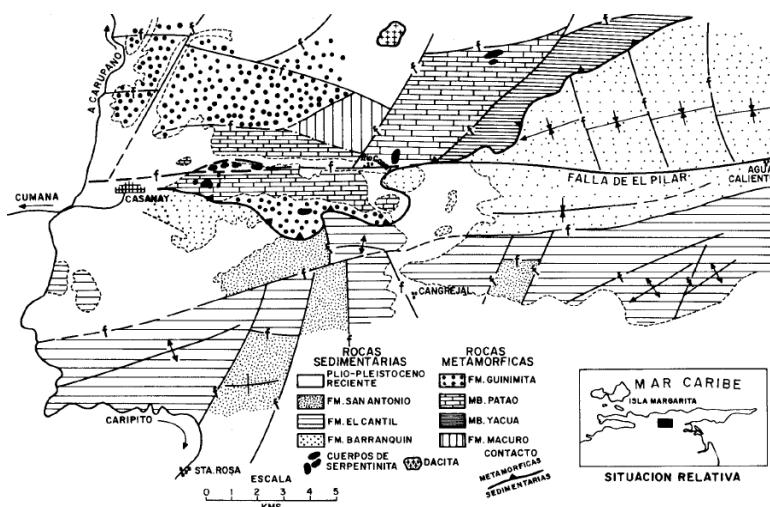 A CARUPANO
CUMANA
CASANAY
FALLA DE EL PILAR
AGUA
CALIENTE
CANGREJAL
CARIPITO
STA. ROSA
ROCAS
SEDIMENTARIAS
PLIO-PLEISTOCENO
RECIENTE
FM. SAN ANTONIO
FM. EL CANTIL
FM. BARRANQUIN
ROCAS
METAMORFICAS
FM. GUINIMITA
MB. PATAO
MB. YACUA
FM. MACURO
CUERPOS DE
SERPENTINITA
DACITA
CONTACTO
METAMORFICAS
SEDIMENTARIAS
ESCALA
0 1 2 3 4 5
KMS
MAR CARIBE
ISLA MARGARITA
SITUACION RELATIVA
f
f
f
f
f
f
f
f
f
f
f
f